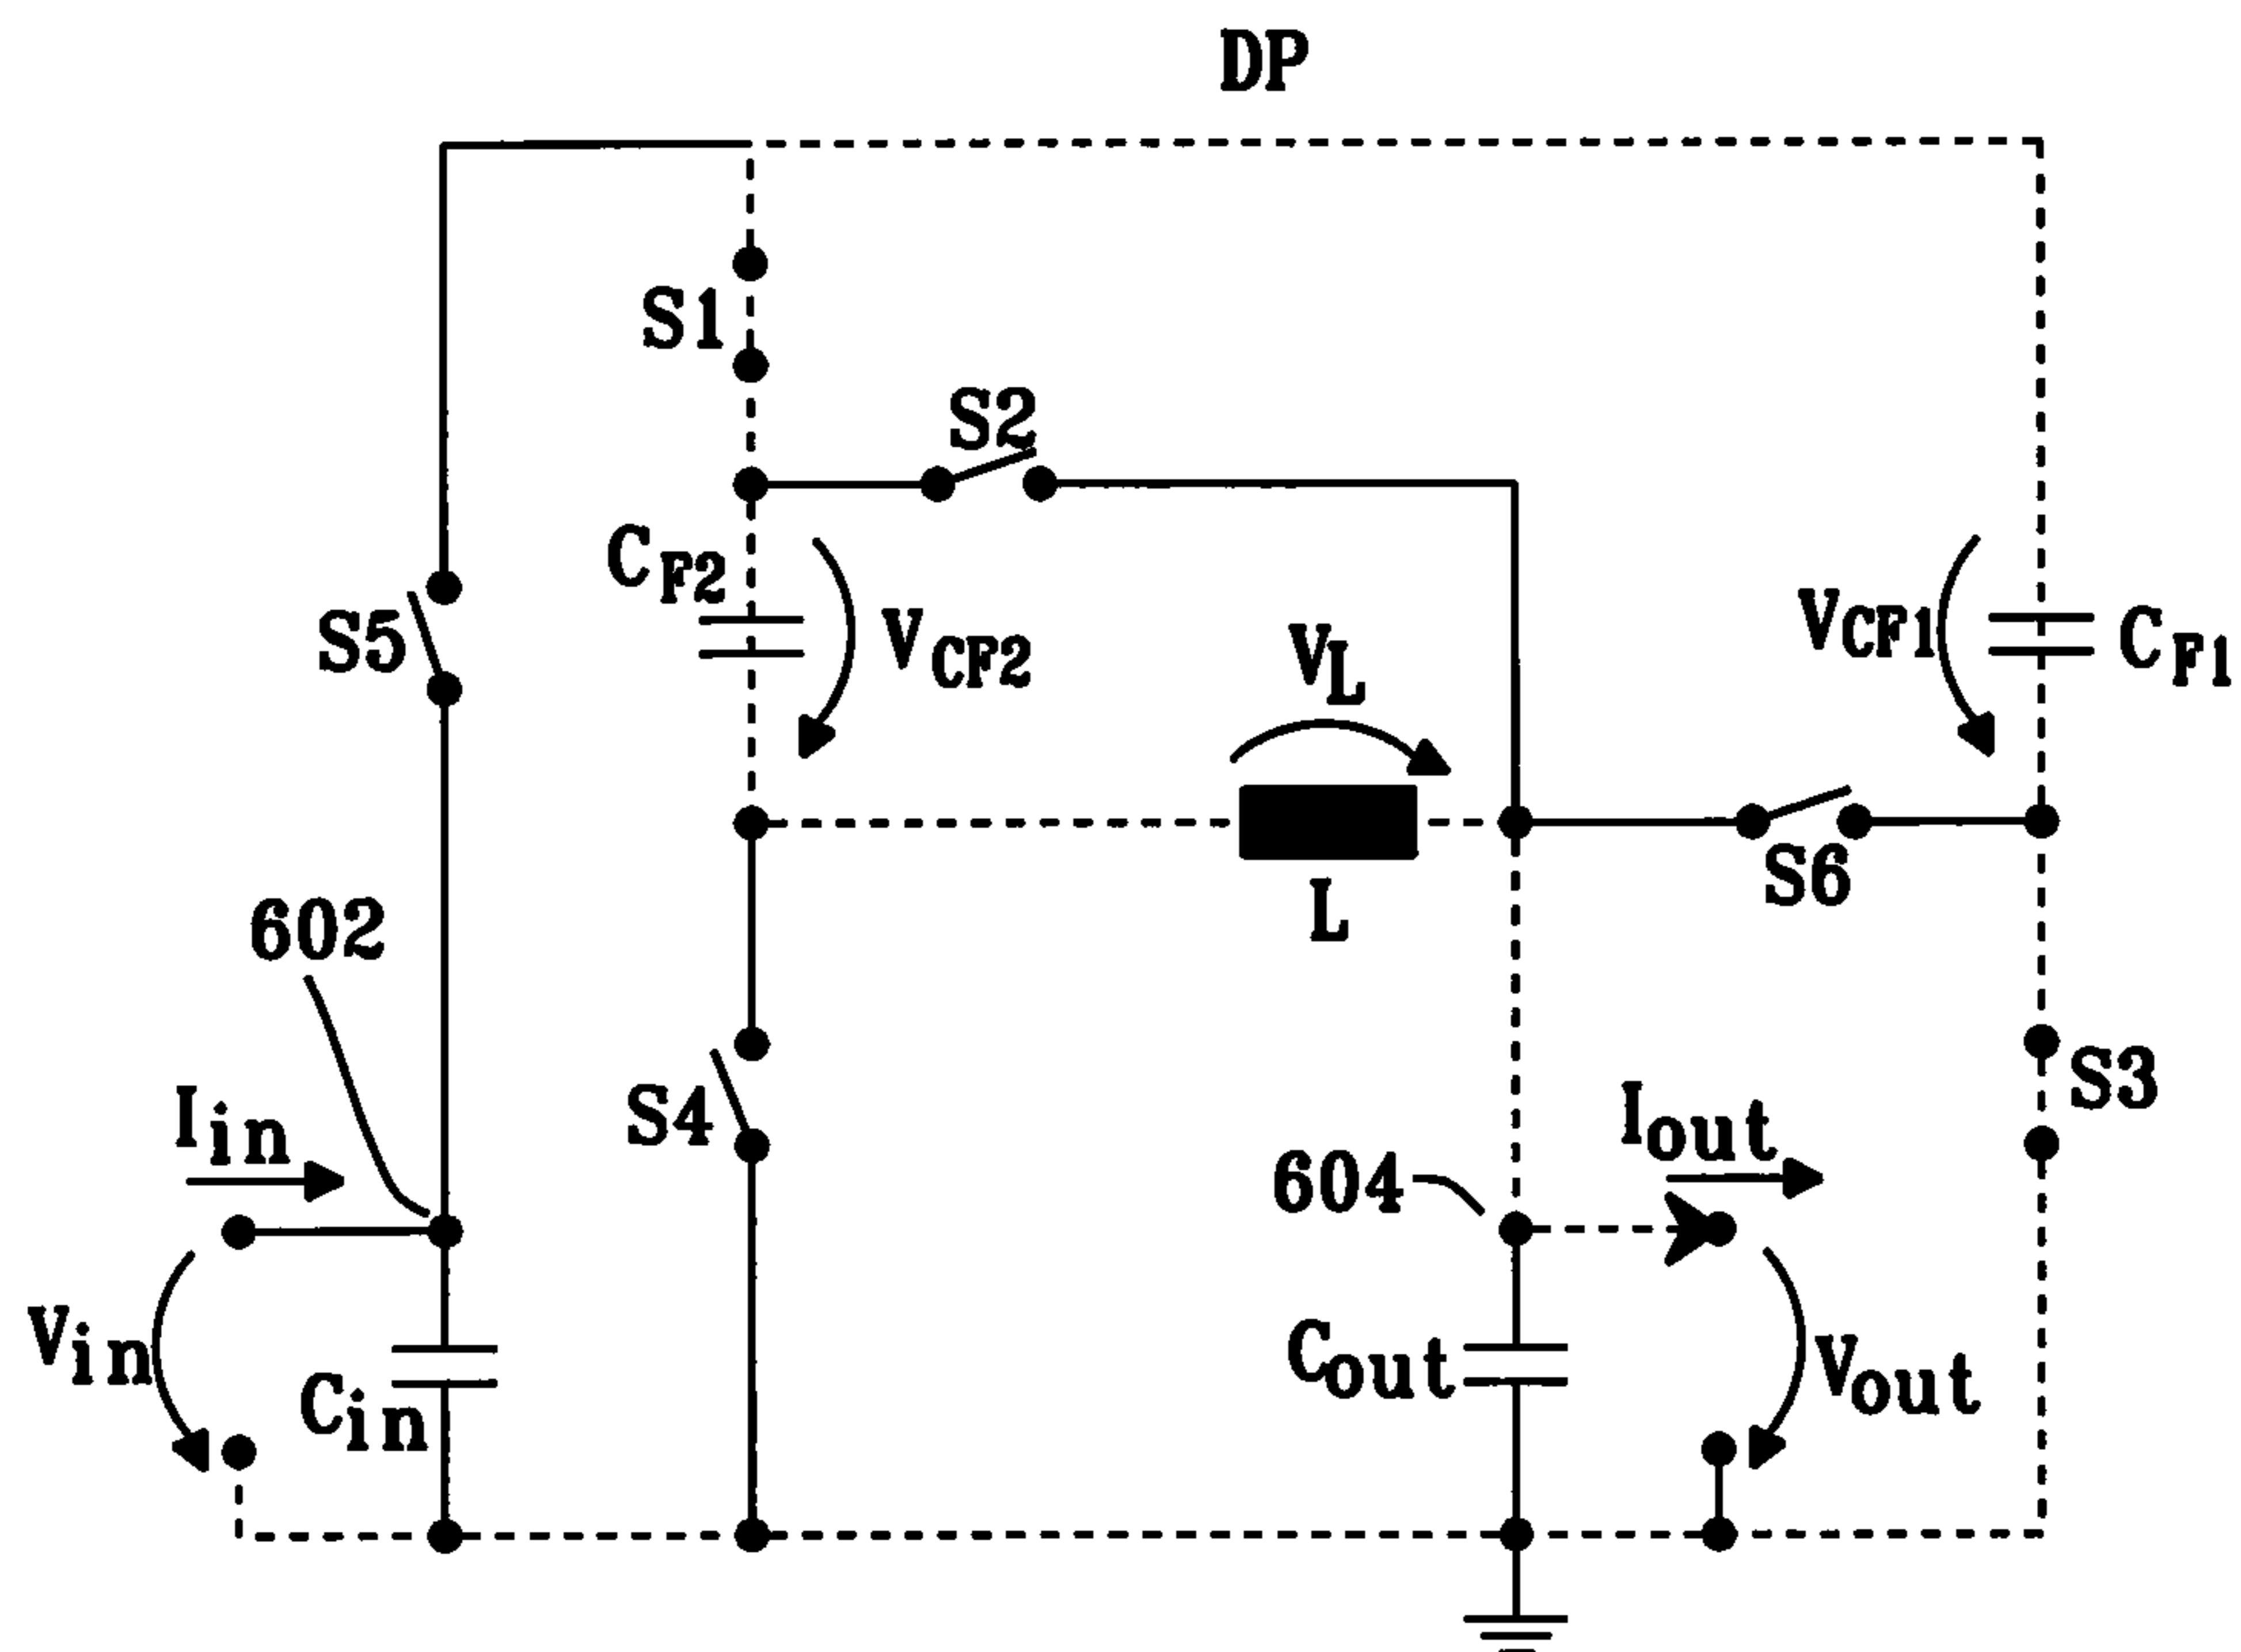 DP
S1
S2
CF2
VCF2
S5
VL
VCF1
CF1
L
S6
602
Iin
S4
604
Iout
S3
Vin
Cin
Cout
Vout